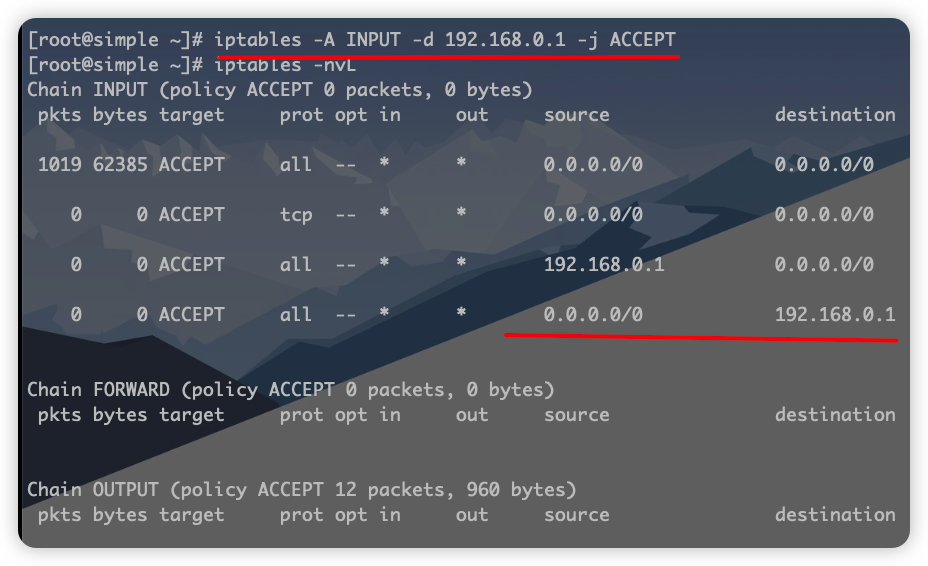 [root@simple ~]# iptables -A INPUT -d 192.168.0.1 -j ACCEPT
[root@simple ~]# iptables -nvL
Chain INPUT (policy ACCEPT 0 packets, 0 bytes)
 pkts bytes target     prot opt in     out     source               destination
 1019 62385 ACCEPT     all  --  *      *       0.0.0.0/0            0.0.0.0/0
    0     0 ACCEPT     tcp  --  *      *       0.0.0.0/0            0.0.0.0/0
    0     0 ACCEPT     all  --  *      *       192.168.0.1          0.0.0.0/0
    0     0 ACCEPT     all  --  *      *       0.0.0.0/0            192.168.0.1
Chain FORWARD (policy ACCEPT 0 packets, 0 bytes)
 pkts bytes target     prot opt in     out     source               destination
Chain OUTPUT (policy ACCEPT 12 packets, 960 bytes)
 pkts bytes target     prot opt in     out     source               destination